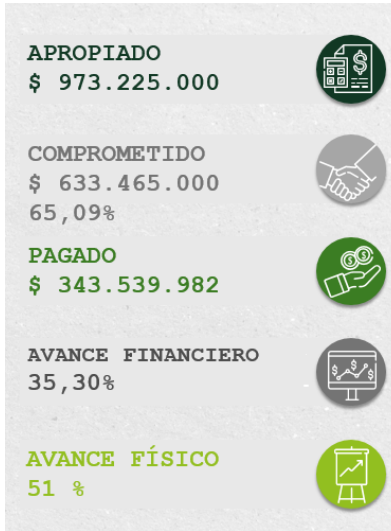 APROPIADO
$ 973.225.000
COMPROMETIDO
$ 633.465.000
65,09%
PAGADO
$ 343.539.982
AVANCE FINANCIERO
35,30%
AVANCE FÍSICO
51 %